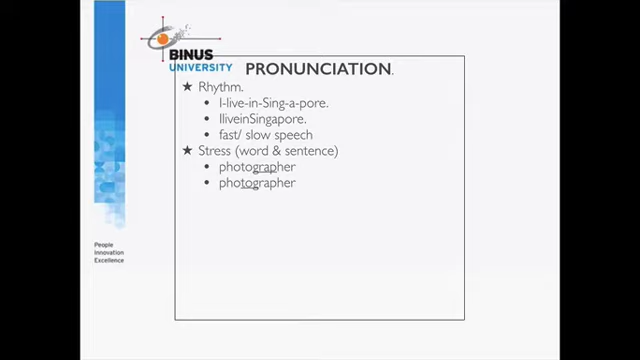 BINUS
UNIVERSITY
PRONUNCIATION.
★ Rhythm.
• I-live-in-Sing-a-pore.
• IliveinSingapore.
• fast/ slow speech
★ Stress (word & sentence)
• photographer
• photographer
People
Innovation
Excellence